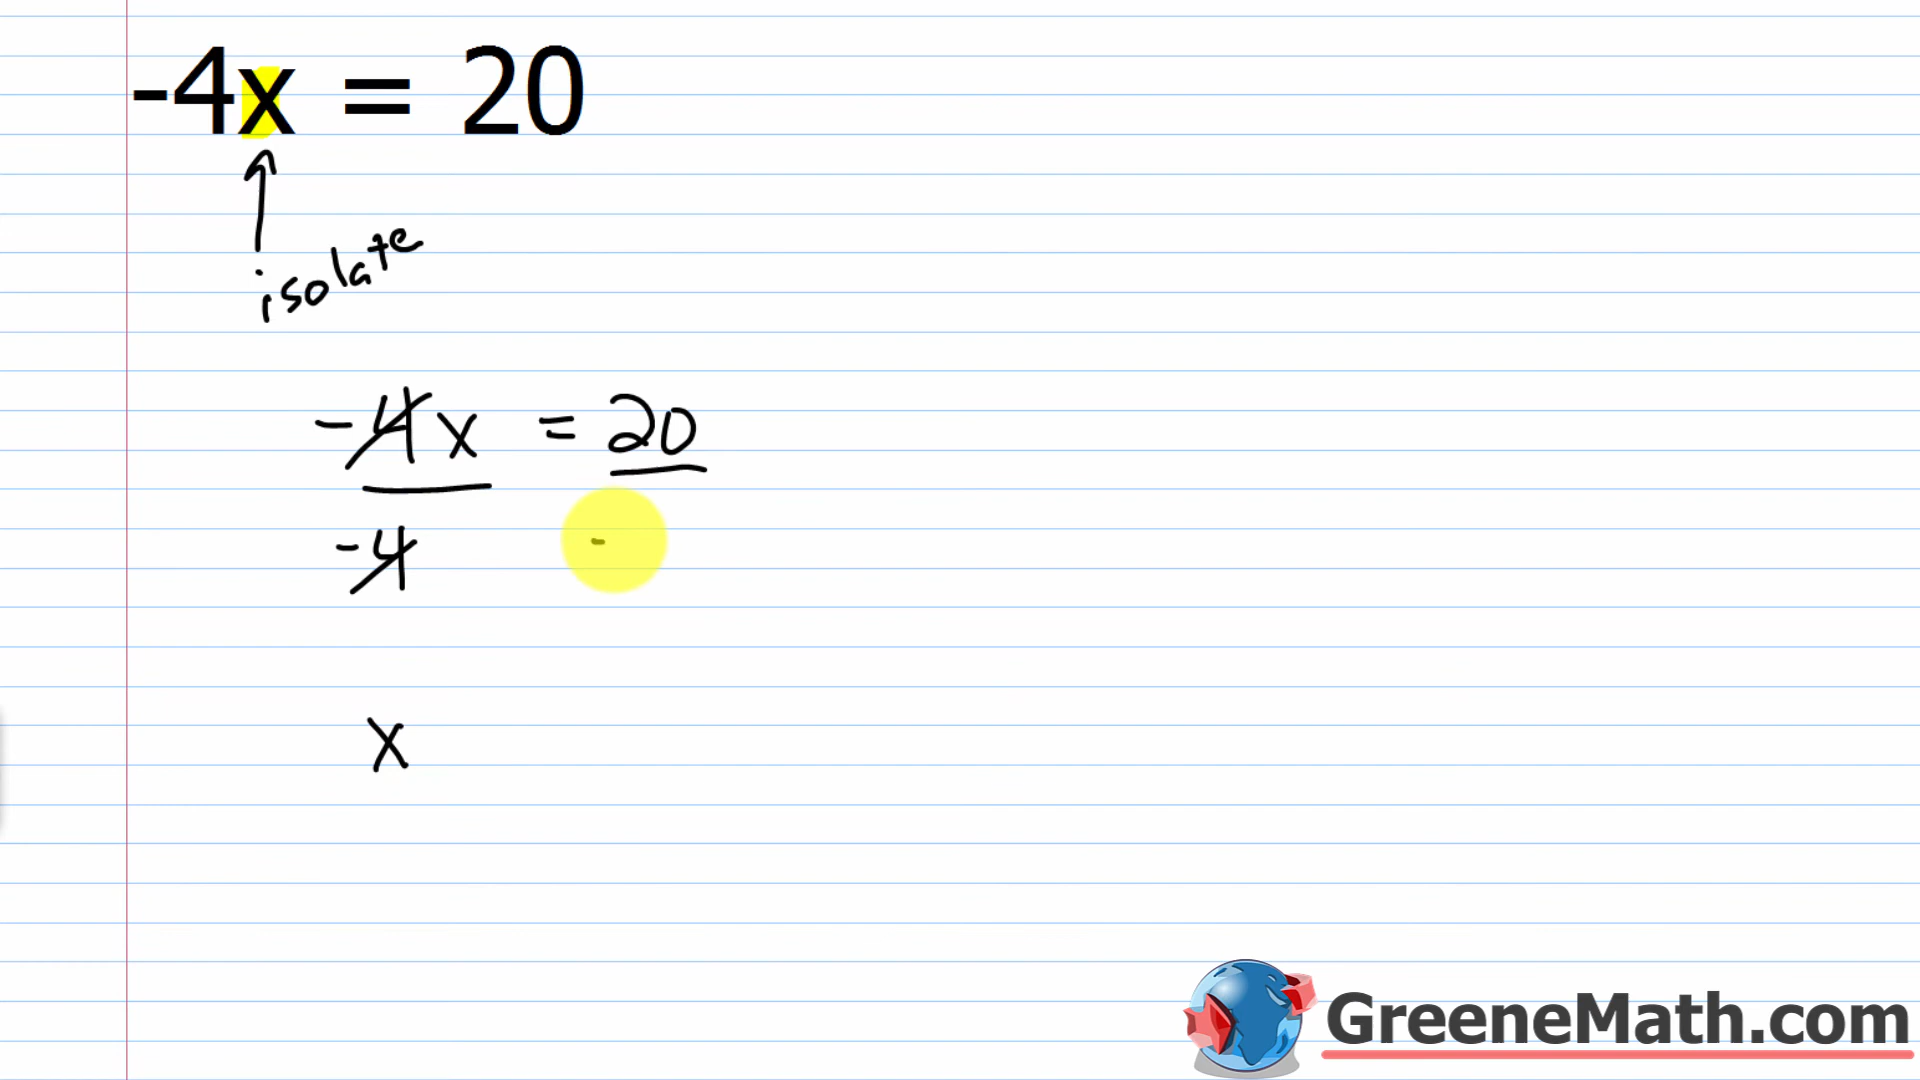 -4x = 20
isolate
-4x = 20
-4 -
x
GreeneMath.com